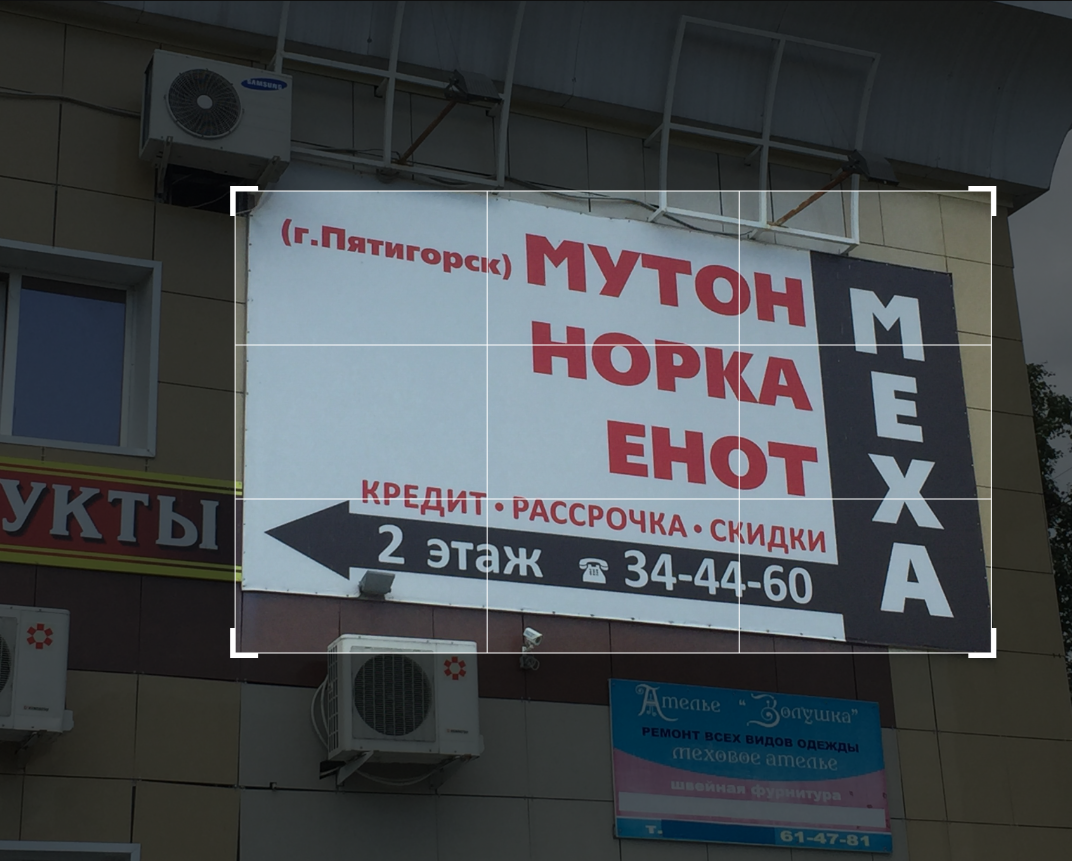 SAMSUNG
(г.Пятигорск) МУТОН
НОРКА
ЕНОТ
КРЕДИТ • РАССРОЧКА • СКИДКИ
2 этаж ☎ 34-44-60
МЕХА
УКТЫ
Ателье "Золушка"
РЕМОНТ ВСЕХ ВИДОВ ОДЕЖДЫ
меховое ателье
швейная фурнитура
т. 61-47-81